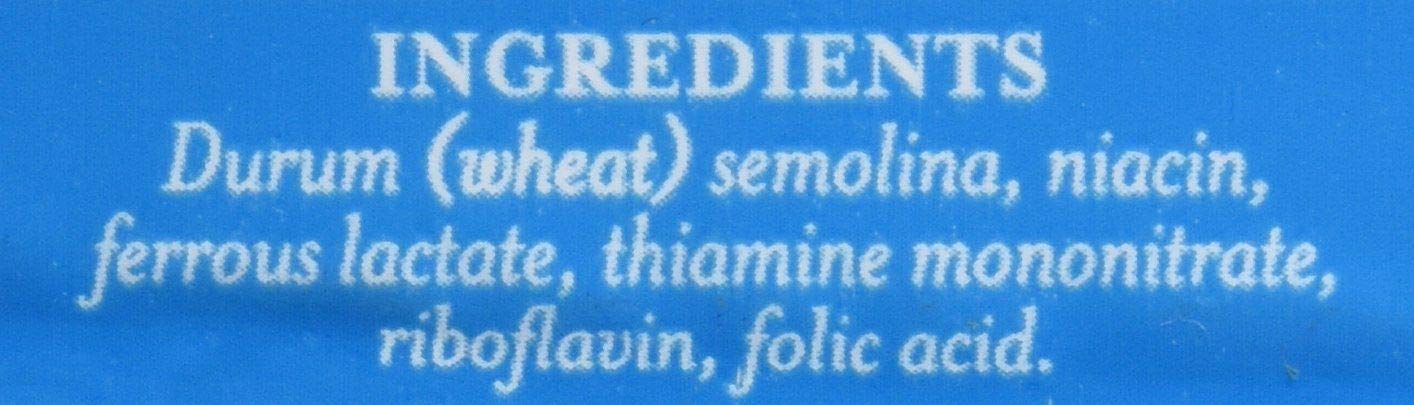 INGREDIENTS
Durum (wheat) semolina, niacin,
ferrous lactate, thiamine mononitrate,
riboflavin, folic acid.